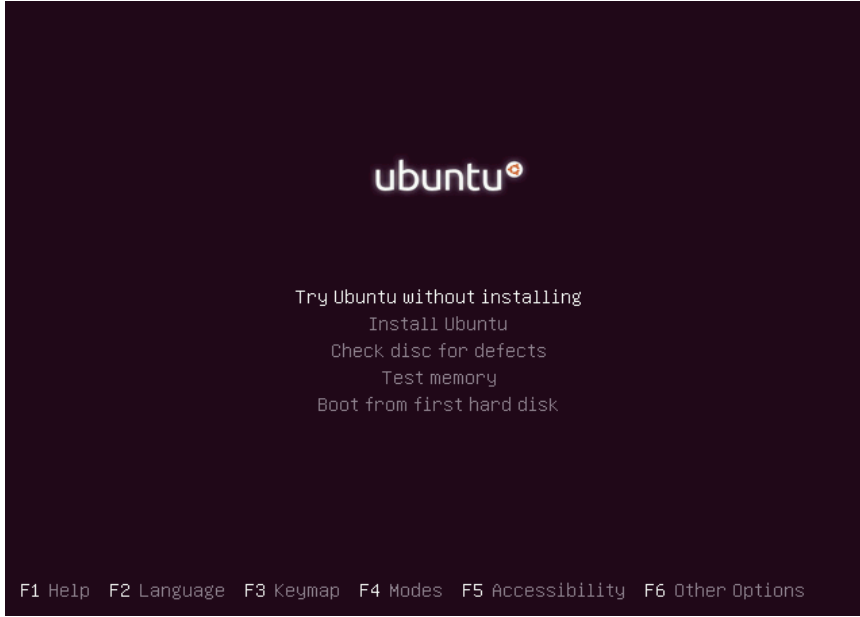 ubuntu
Try Ubuntu without installing
Install Ubuntu
Check disc for defects
Test memory
Boot from first hard disk
F1 Help F2 Language F3 Keymap F4 Modes F5 Accessibility F6 Other Options